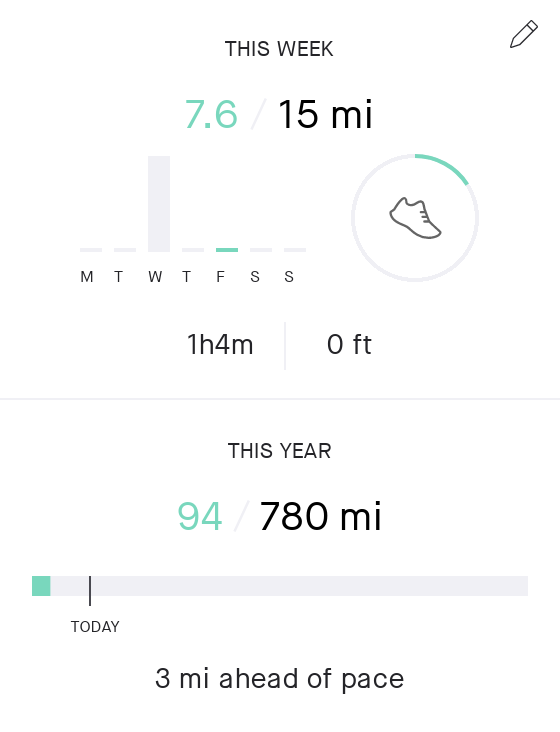 THIS WEEK
7.6 / 15 mi
M T W T F S S
1h4m 0 ft
THIS YEAR
94 / 780 mi
TODAY
3 mi ahead of pace